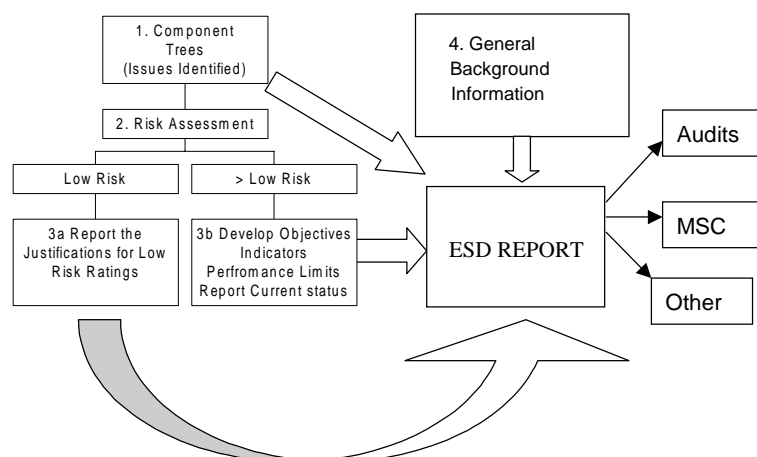 1. Component
Trees
(Issues Identified)
2. Risk Assessment
Low Risk
> Low Risk
3a Report the
Justifications for Low
Risk Ratings
3b Develop Objectives
Indicators
Perfromance Limits
Report Current status
4. General
Background
Information
ESD REPORT
Audits
MSC
Other